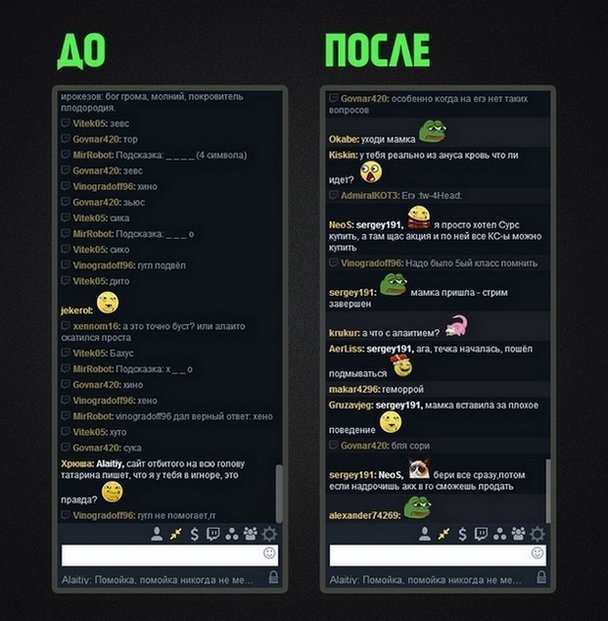 ДО
ирокезов: бог грома, молний, покровитель
плодородия.
Vitek05: зевс
Govnar420: тор
MirRobot: Подсказка: _ _ _ _ (4 символа)
Govnar420: зевс
Vinogradoff96: хино
Govnar420: зьюс
Vitek05: сика
MirRobot: Подсказка: _ _ _ о
Vitek05: сико
Vinogradoff96: гугл подвёл
Vitek05: дито
jekerol:
xennom16: а это точно буст? или алаито
скатился проста
Vitek05: Бахус
MirRobot: Подсказка: х _ _ о
Govnar420: хино
Vinogradoff96: хено
MirRobot: vinogradoff96 дал верный ответ: хено
Vitek05: хуто
Govnar420: сука
Хрюша: Alaitiy, сайт отбитого на всю голову
татарина пишет, что я у тебя в игноре, это
правда?
Vinogradoff96: гугл не помогает,гг
Alaitiy: Помойка, помойка никогда не ме...
ПОСЛЕ
Govnar420: особенно когда на егэ нет таких
вопросов
Okabe: уходи мамка
Kiskin: у тебя реально из ануса кровь что ли
идет?
AdmiralKOT3: Егэ :tw-4Head:
NeoS: sergey191, я просто хотел Сурс
купить, а там щас акция и по ней все КС-ы можно
купить
Vinogradoff96: Надо было 5ый класс помнить
sergey191: мамка пришла - стрим
завершен
krukur: а что с алаитием?
AerLiss: sergey191, ага, течка началась, пошёл
подмываться
makar4296: геморрой
Gruzavjeg: sergey191, мамка вставила за плохое
поведение
Govnar420: бля сори
sergey191: NeoS, бери все сразу,потом
если надрочишь акк в го сможешь продать
alexander74269:
Alaitiy: Помойка, помойка никогда не ме...